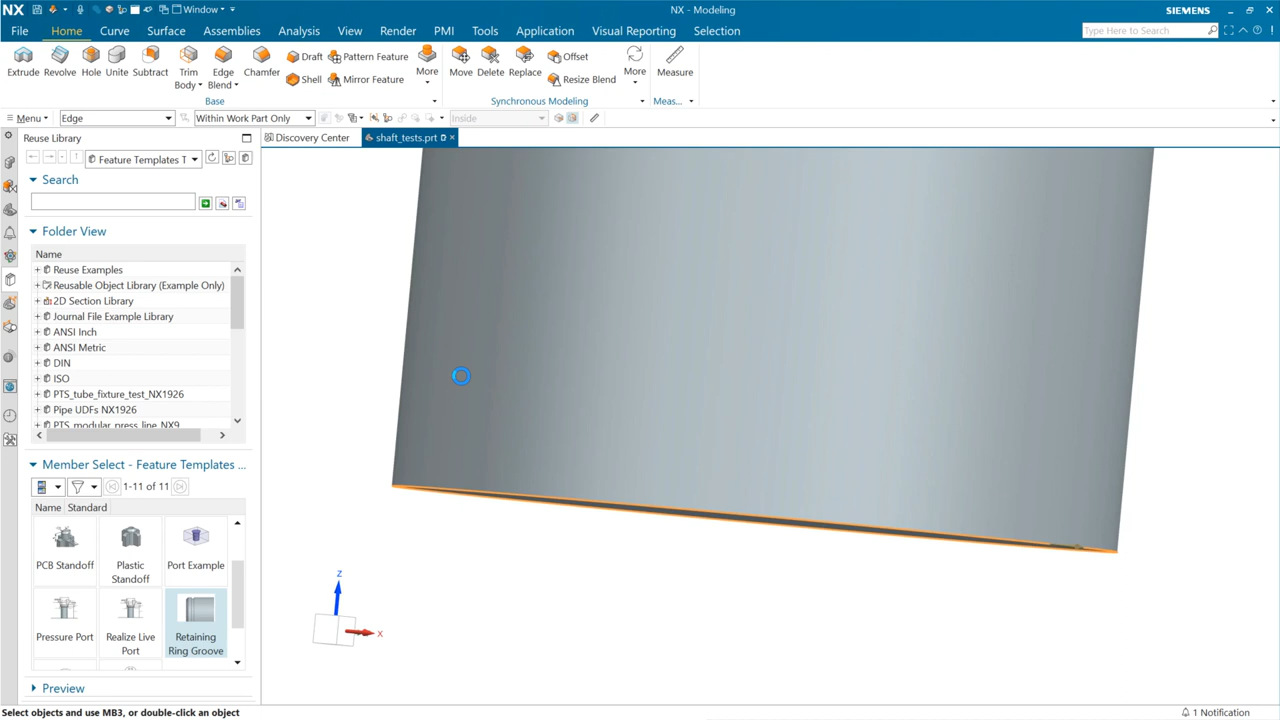 NX Window NX - Modeling SIEMENS
File Home Curve Surface Assemblies Analysis View Render PMI Tools Application Visual Reporting Selection Type Here to Search
Extrude Revolve Hole Unite Subtract Trim Body Edge Blend Chamfer Draft Shell Pattern Feature Mirror Feature More Move Delete Replace Offset Resize Blend More Measure
Base Synchronous Modeling Meas...
Menu Edge Within Work Part Only Inside
Reuse Library Discovery Center shaft_tests.prt
Feature Templates T
Search
Folder View
Name
Reuse Examples
Reusable Object Library (Example Only)
2D Section Library
Journal File Example Library
ANSI Inch
ANSI Metric
DIN
ISO
PTS_tube_fixture_test_NX1926
Pipe UDFs NX1926
PTS_modular_press_line_NX9
Member Select - Feature Templates ...
1-11 of 11
Name Standard
PCB Standoff Plastic Standoff Port Example
Pressure Port Realize Live Port Retaining Ring Groove
Preview
Z
X
Select objects and use MB3, or double-click an object 1 Notification